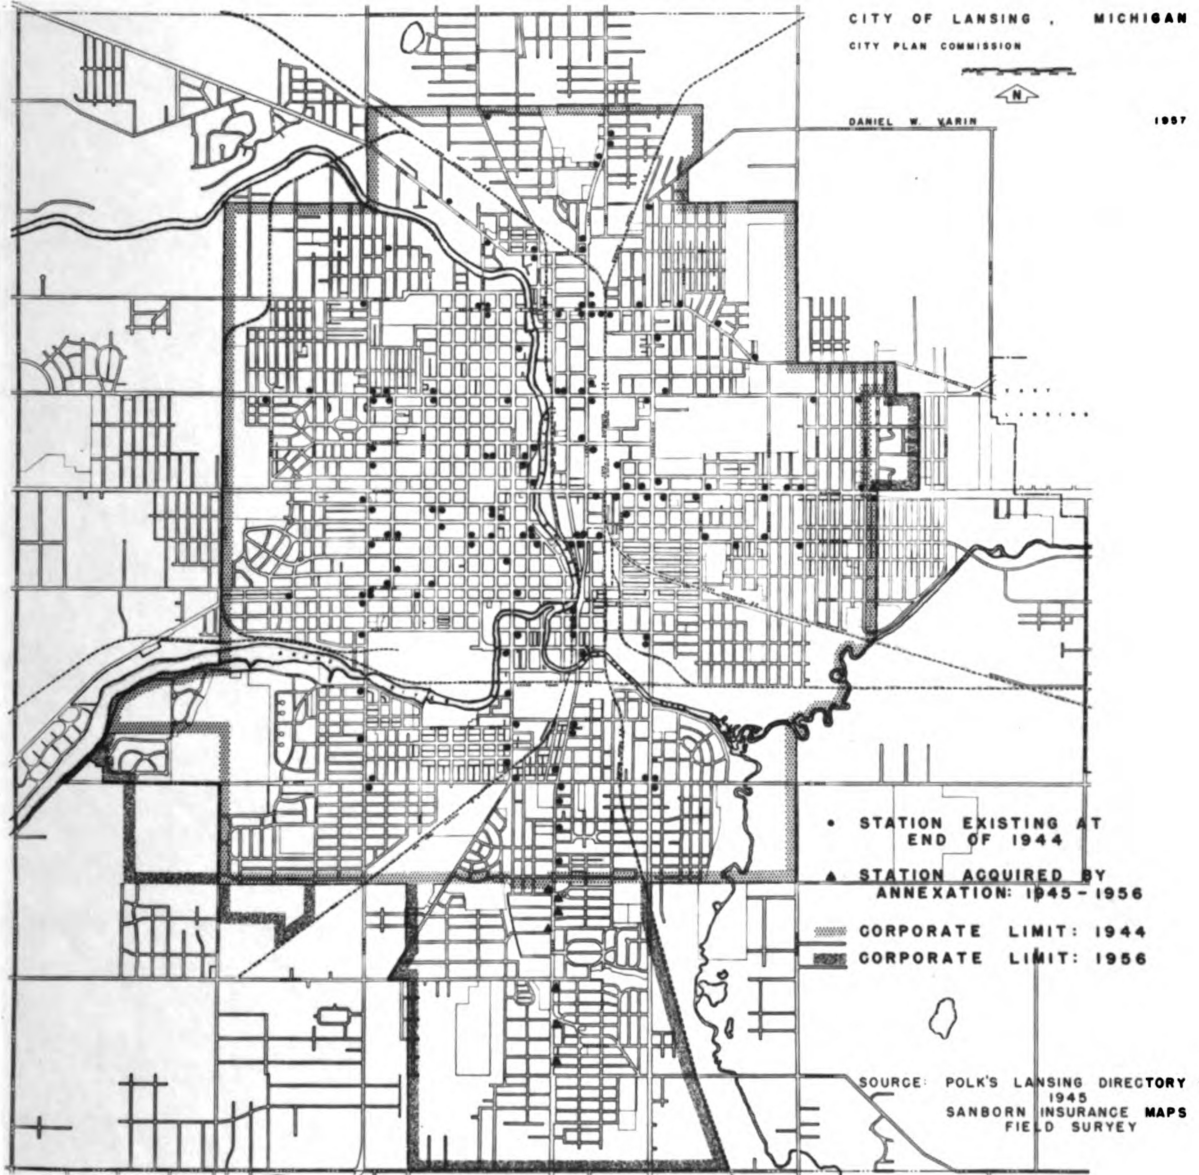 CITY OF LANSING , MICHIGAN
CITY PLAN COMMISSION
N
DANIEL W. VARIN 1957
EAST
LANSING
• STATION EXISTING AT
END OF 1944
▲ STATION ACQUIRED BY
ANNEXATION: 1945-1956
CORPORATE LIMIT: 1944
CORPORATE LIMIT: 1956
SOURCE: POLK'S LANSING DIRECTORY
1945
SANBORN INSURANCE MAPS
FIELD SURVEY